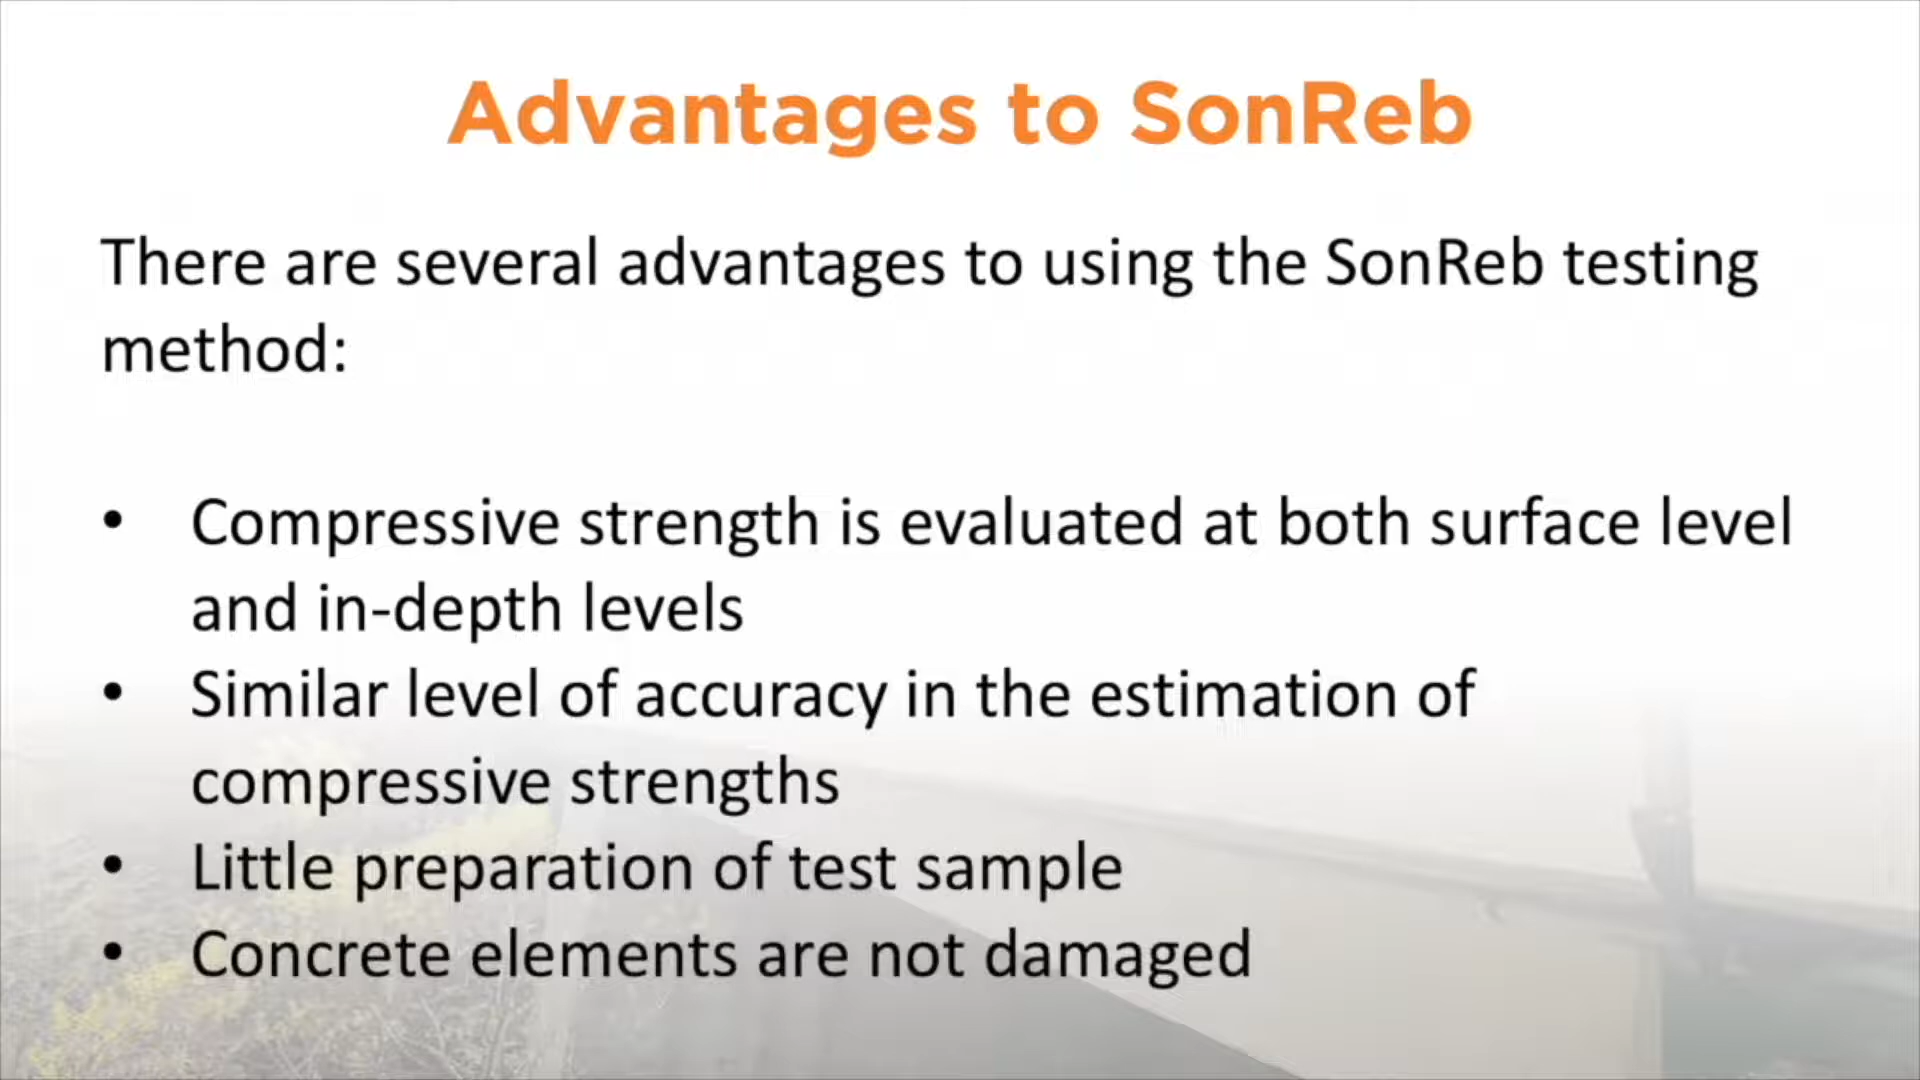 Advantages to SonReb
There are several advantages to using the SonReb testing
method:
• Compressive strength is evaluated at both surface level
and in-depth levels
• Similar level of accuracy in the estimation of
compressive strengths
• Little preparation of test sample
• Concrete elements are not damaged